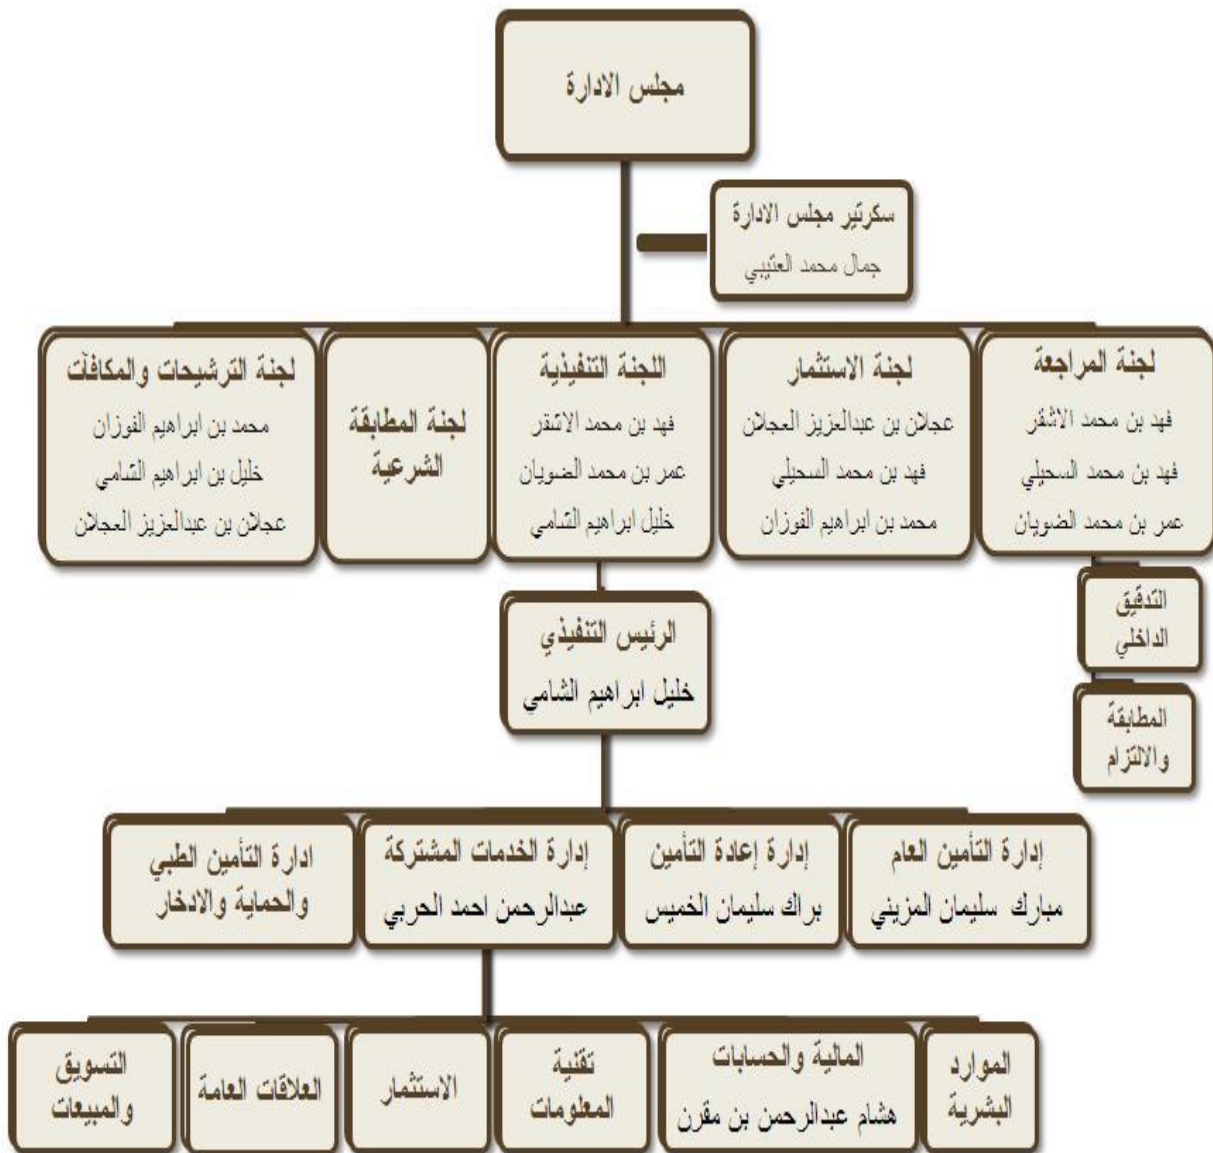 مجلس الادارة
سكرتير مجلس الادارة
جمال محمد العتيبي
لجنة المراجعة
فهد بن محمد الاشقر
فهد بن محمد السحيلي
عمر بن محمد الضويان
لجنة الاستثمار
عجلان بن عبدالعزيز العجلان
فهد بن محمد السحيلي
محمد بن ابراهيم الفوزان
اللجنة التنفيذية
فهد بن محمد الاشقر
عمر بن محمد الضويان
خليل ابراهيم الشامي
لجنة المطابقة
الشرعية
لجنة الترشيحات والمكافآت
محمد بن ابراهيم الفوزان
خليل بن ابراهيم الشامي
عجلان بن عبدالعزيز العجلان
التدقيق
الداخلي
المطابقة
والالتزام
الرئيس التنفيذي
خليل ابراهيم الشامي
إدارة التأمين العام
مبارك سليمان المزيني
إدارة إعادة التأمين
براك سليمان الخميس
إدارة الخدمات المشتركة
عبدالرحمن احمد الحربي
ادارة التأمين الطبي
والحماية والادخار
الموارد
البشرية
المالية والحسابات
هشام عبدالرحمن بن مقرن
تقنية
المعلومات
الاستثمار
العلاقات العامة
التسويق
والمبيعات